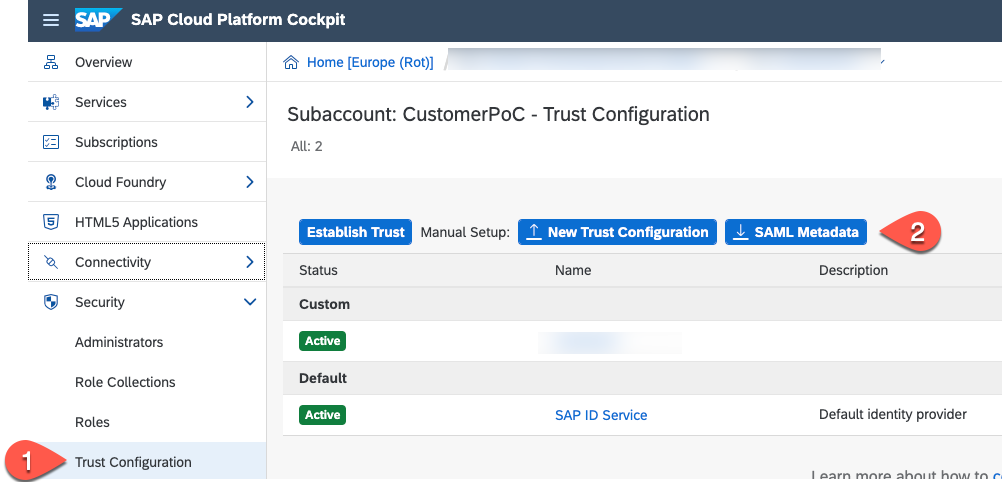 SAP SAP Cloud Platform Cockpit
Overview
Services
Subscriptions
Cloud Foundry
HTML5 Applications
Connectivity
Security
Administrators
Role Collections
Roles
1 Trust Configuration
Home [Europe (Rot)] /
Subaccount: CustomerPoC - Trust Configuration
All: 2
Establish Trust Manual Setup: New Trust Configuration SAML Metadata 2
Status Name Description
Custom
Active
Default
Active SAP ID Service Default identity provider
Learn more about how to